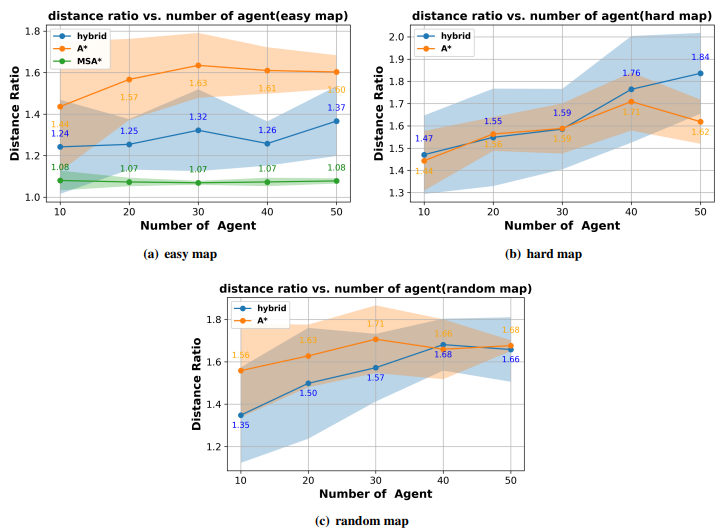 distance ratio vs. number of agent(easy map)
hybrid
A*
MSA*
Distance Ratio
1.8
1.6
1.4
1.2
1.0
1.44
1.57
1.63
1.61
1.60
1.24
1.25
1.32
1.26
1.37
1.08
1.07
1.07
1.07
1.08
10 20 30 40 50
Number of Agent
(a) easy map
distance ratio vs. number of agent(hard map)
hybrid
A*
Distance Ratio
2.0
1.9
1.8
1.7
1.6
1.5
1.4
1.3
1.47
1.55
1.59
1.76
1.84
1.44
1.56
1.59
1.71
1.62
10 20 30 40 50
Number of Agent
(b) hard map
distance ratio vs. number of agent(random map)
hybrid
A*
Distance Ratio
1.8
1.6
1.4
1.2
1.56
1.63
1.71
1.66
1.68
1.35
1.50
1.57
1.68
1.66
10 20 30 40 50
Number of Agent
(c) random map